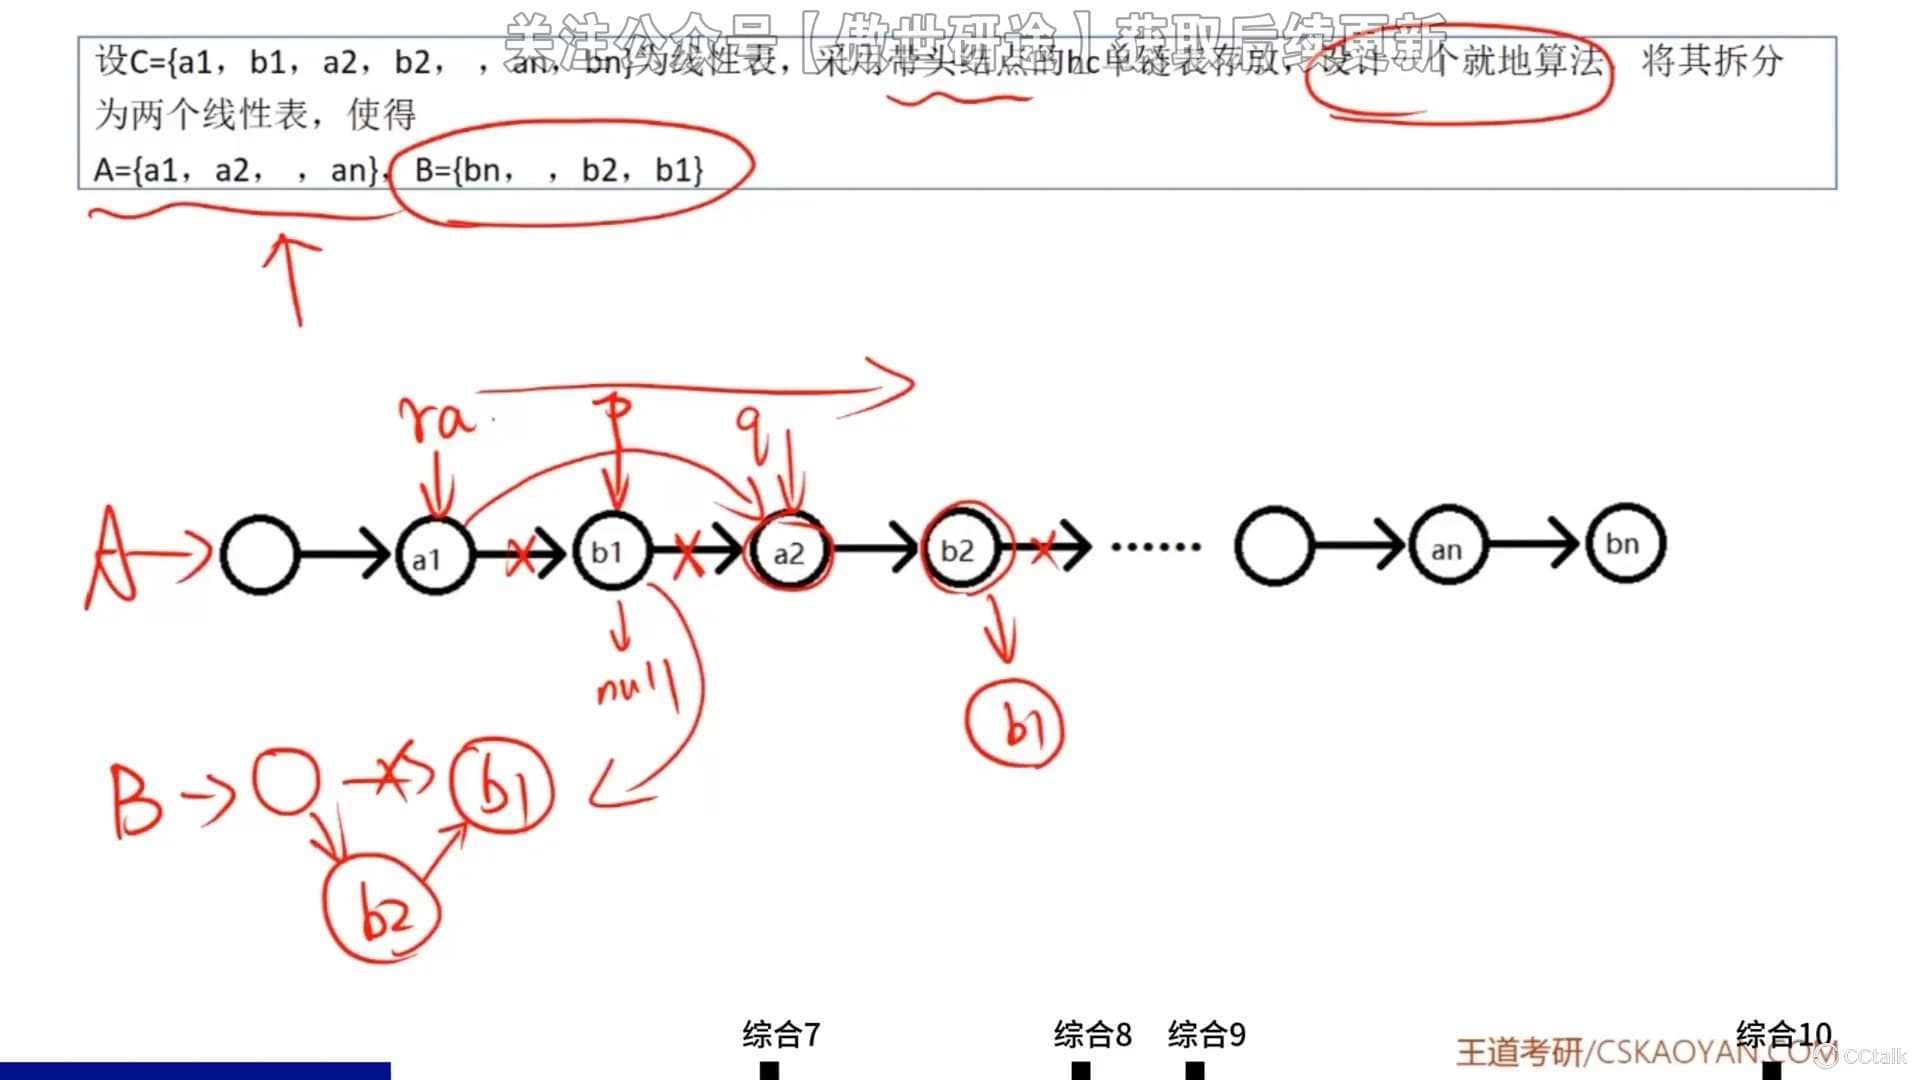 关注公众号【傲世研途】获取后续更新
设C={a1，b1，a2，b2， ，an，bn}为线性表，采用带头结点的hc单链表存放，设计一个就地算法，将其拆分
为两个线性表，使得
A={a1，a2， ，an}，B={bn， ，b2，b1}
ra p q
A a1 b1 a2 b2 an bn
null
b1
B b1
b2
综合7 综合8 综合9 综合10
王道考研/CSKAOYAN.COM
CCtalk